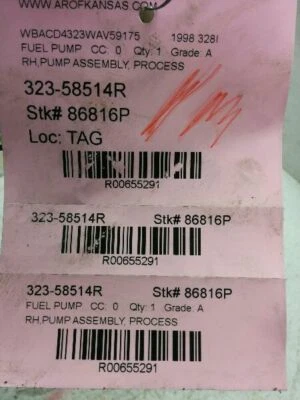 WWW.AROFKANSAS.COM
WBACD4323WAV59175 1998 328I
FUEL PUMP CC: 0 Qty: 1 Grade: A
RH,PUMP ASSEMBLY, PROCESS
323-58514R
Stk# 86816P
Loc: TAG
R00655291
323-58514R Stk# 86816P
R00655291
323-58514R Stk# 86816P
FUEL PUMP CC: 0 Qty: 1 Grade: A
RH,PUMP ASSEMBLY, PROCESS
R00655291